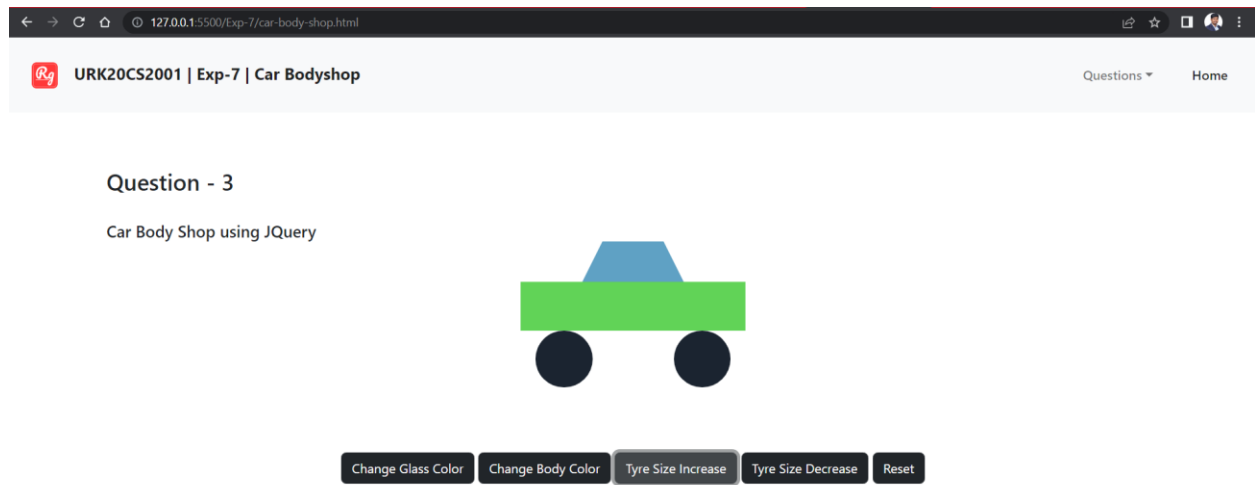 127.0.0.1:5500/Exp-7/car-body-shop.html
Rg URK20CS2001 | Exp-7 | Car Bodyshop Questions Home
Question - 3
Car Body Shop using JQuery
Change Glass Color Change Body Color Tyre Size Increase Tyre Size Decrease Reset